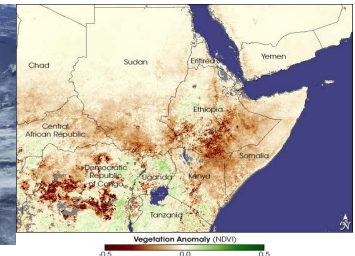 Chad
Sudan
Eritrea
Yemen
Ethiopia
Central
African Republic
Somalia
Democratic
Republic
of Congo
Uganda
Kenya
Tanzania
N
Vegetation Anomaly (NDVI)
-0.5 0.0 0.5